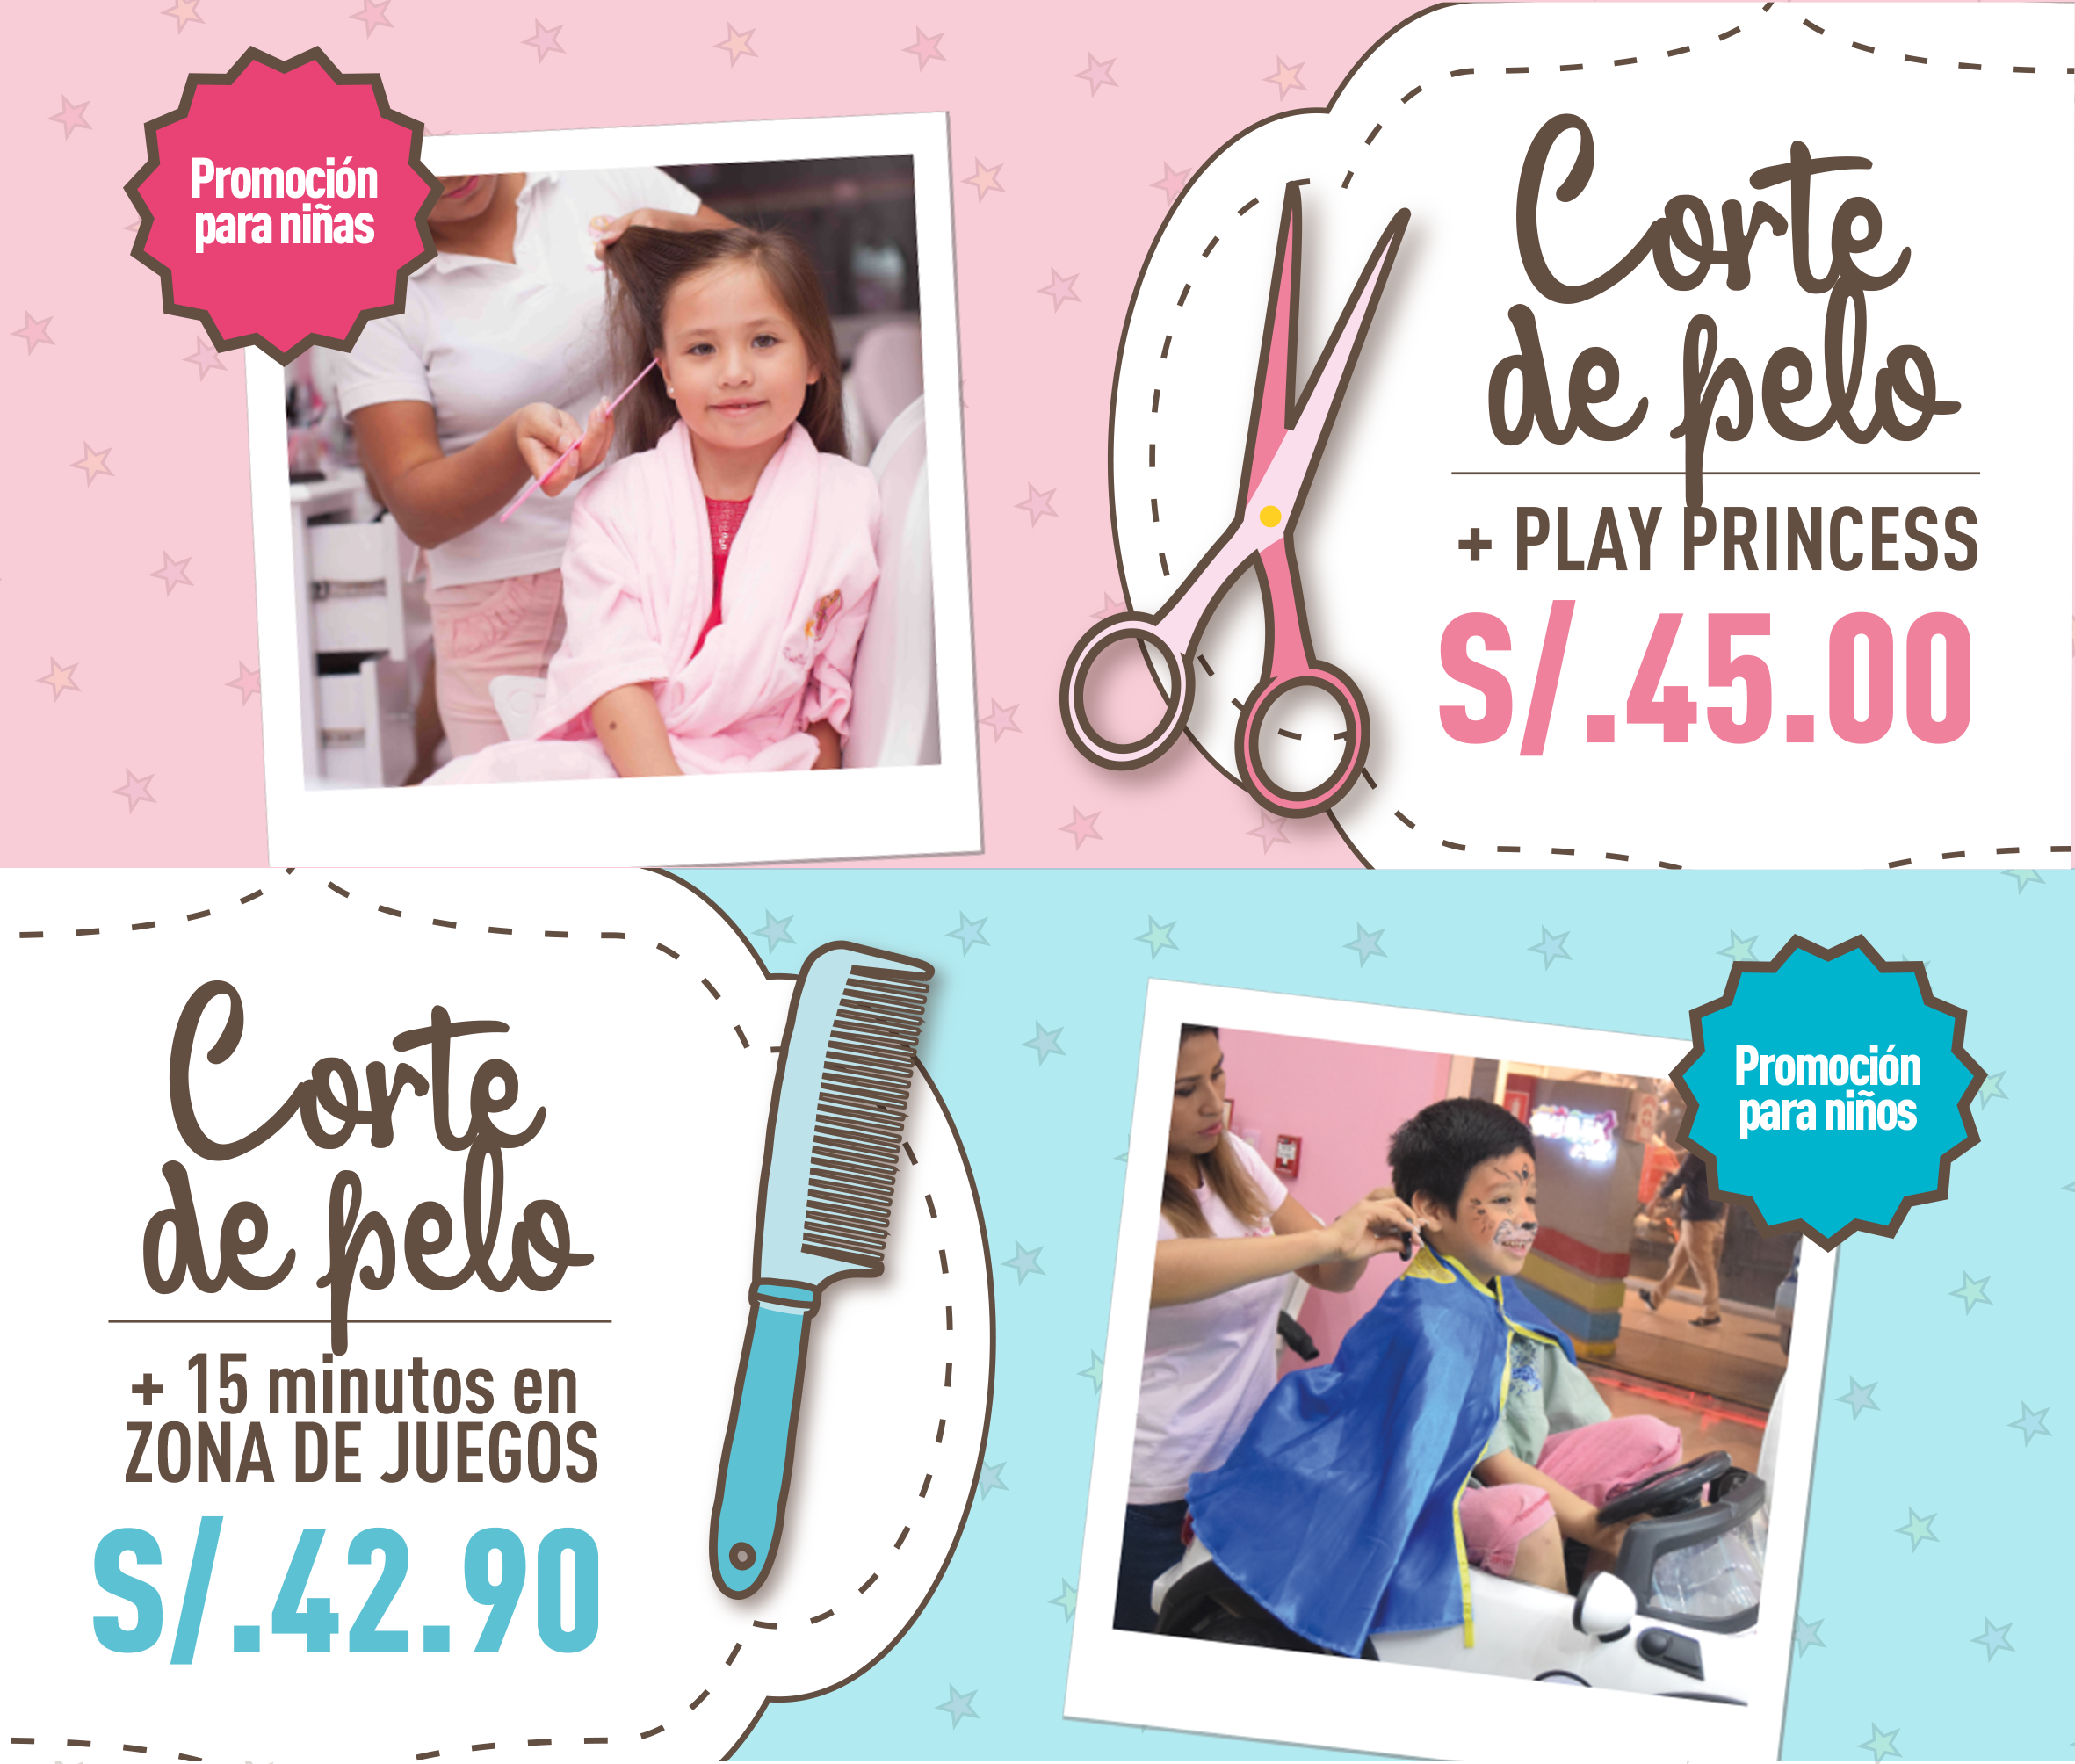 Promoción
para niñas
Corte
de pelo
+ PLAY PRINCESS
S/.45.00
Corte
de pelo
+ 15 minutos en
ZONA DE JUEGOS
S/.42.90
Promoción
para niños